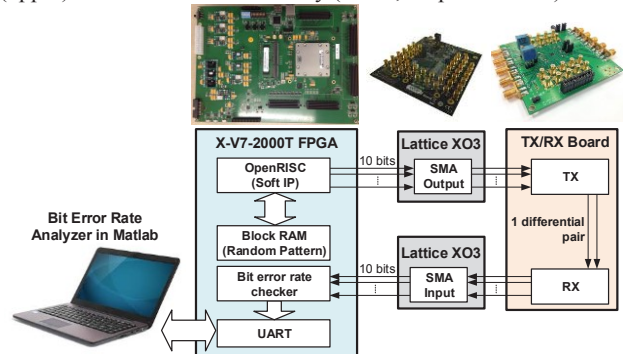 X-V7-2000T FPGA
OpenRISC
(Soft IP)
Block RAM
(Random Pattern)
Bit error rate
checker
UART
10 bits
10 bits
Lattice XO3
SMA
Output
Lattice XO3
SMA
Input
TX/RX Board
TX
1 differential
pair
RX
Bit Error Rate
Analyzer in Matlab